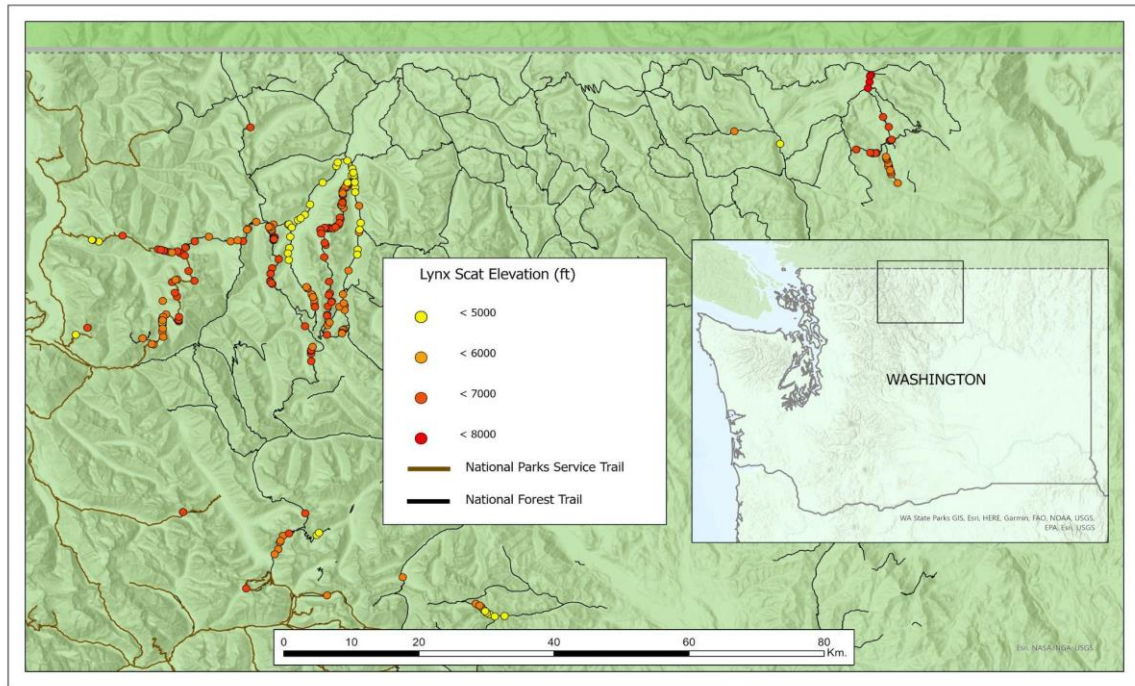 Lynx Scat Elevation (ft)
< 5000
< 6000
< 7000
< 8000
National Parks Service Trail
National Forest Trail
WASHINGTON
WA State Parks GIS, Esri, HERE, Garmin, FAO, NOAA, USGS,
EPA, Esri, USGS
0 10 20 40 60 80
Km.
Esri, NASA, NGA, USGS